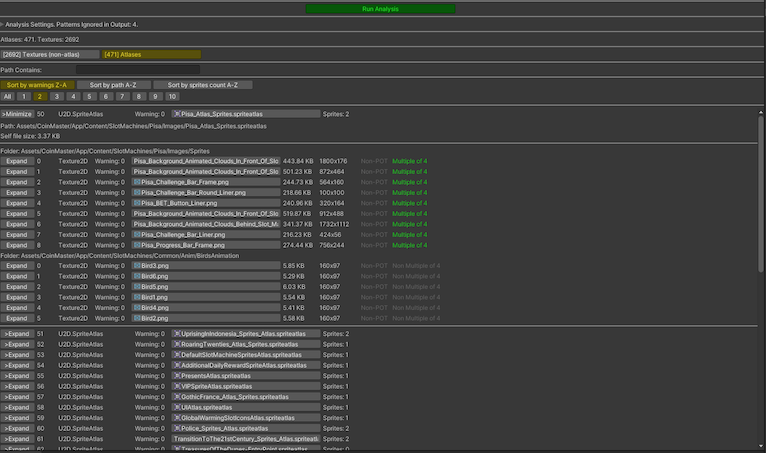 Run Analysis
Analysis Settings. Patterns Ignored in Output: 4.
Atlases: 471. Textures: 2692
[2692] Textures (non-atlas) [471] Atlases
Path Contains:
Sort by warnings Z-A Sort by path A-Z Sort by sprites count A-Z
All 1 2 3 4 5 6 7 8 9 10
>Minimize 50 U2D.SpriteAtlas Warning: 0 Pisa_Atlas_Sprites.spriteatlas Sprites: 2
Path: Assets/CoinMaster/App/Content/SlotMachines/Pisa/Images/Pisa_Atlas_Sprites.spriteatlas
Self file size: 3.37 KB
Folder: Assets/CoinMaster/App/Content/SlotMachines/Pisa/Images/Sprites
Expand 0 Texture2D Warning: 0 Pisa_Background_Animated_Clouds_In_Front_Of_Slo 443.84 KB 1800x176 Non-POT Multiple of 4
Expand 1 Texture2D Warning: 0 Pisa_Background_Animated_Clouds_In_Front_Of_Slo 501.23 KB 872x464 Non-POT Multiple of 4
Expand 2 Texture2D Warning: 0 Pisa_Challenge_Bar_Frame.png 244.73 KB 564x160 Non-POT Multiple of 4
Expand 3 Texture2D Warning: 0 Pisa_Challenge_Bar_Round_Liner.png 218.66 KB 100x100 Non-POT Multiple of 4
Expand 4 Texture2D Warning: 0 Pisa_BET_Button_Liner.png 240.96 KB 320x164 Non-POT Multiple of 4
Expand 5 Texture2D Warning: 0 Pisa_Background_Animated_Clouds_In_Front_Of_Slo 519.87 KB 912x488 Non-POT Multiple of 4
Expand 6 Texture2D Warning: 0 Pisa_Background_Animated_Clouds_Behind_Slot_M 341.37 KB 1732x1112 Non-POT Multiple of 4
Expand 7 Texture2D Warning: 0 Pisa_Challenge_Bar_Liner.png 216.23 KB 424x56 Non-POT Multiple of 4
Expand 8 Texture2D Warning: 0 Pisa_Progress_Bar_Frame.png 274.44 KB 756x244 Non-POT Multiple of 4
Folder: Assets/CoinMaster/App/Content/SlotMachines/Common/Anim/BirdsAnimation
Expand 0 Texture2D Warning: 0 Bird3.png 5.85 KB 160x97 Non-POT Non Multiple of 4
Expand 1 Texture2D Warning: 0 Bird6.png 5.29 KB 160x97 Non-POT Non Multiple of 4
Expand 2 Texture2D Warning: 0 Bird5.png 6.03 KB 160x97 Non-POT Non Multiple of 4
Expand 3 Texture2D Warning: 0 Bird1.png 5.54 KB 160x97 Non-POT Non Multiple of 4
Expand 4 Texture2D Warning: 0 Bird4.png 5.41 KB 160x97 Non-POT Non Multiple of 4
Expand 5 Texture2D Warning: 0 Bird2.png 5.58 KB 160x97 Non-POT Non Multiple of 4
>Expand 51 U2D.SpriteAtlas Warning: 0 UprisingInIndonesia_Sprites_Atlas.spriteatlas Sprites: 2
>Expand 52 U2D.SpriteAtlas Warning: 0 RoaringTwenties_Atlas_Sprites.spriteatlas Sprites: 1
>Expand 53 U2D.SpriteAtlas Warning: 0 DefaultSlotMachineSpritesAtlas.spriteatlas Sprites: 1
>Expand 54 U2D.SpriteAtlas Warning: 0 AdditionalDailyRewardSpriteAtlas.spriteatlas Sprites: 1
>Expand 55 U2D.SpriteAtlas Warning: 0 PresentsAtlas.spriteatlas Sprites: 1
>Expand 56 U2D.SpriteAtlas Warning: 0 VIPSpriteAtlas.spriteatlas Sprites: 1
>Expand 57 U2D.SpriteAtlas Warning: 0 GothicFrance_Atlas_Sprites.spriteatlas Sprites: 1
>Expand 58 U2D.SpriteAtlas Warning: 0 UIAtlas.spriteatlas Sprites: 1
>Expand 59 U2D.SpriteAtlas Warning: 0 GlobalWarmingSlotIconsAtlas.spriteatlas Sprites: 1
>Expand 60 U2D.SpriteAtlas Warning: 0 Police_Sprites_Atlas.spriteatlas Sprites: 2
>Expand 61 U2D.SpriteAtlas Warning: 0 TransitionToThe21stCentury_Sprites_Atlas.spriteatl Sprites: 2
>Expand 62 U2D.SpriteAtlas Warning: 0